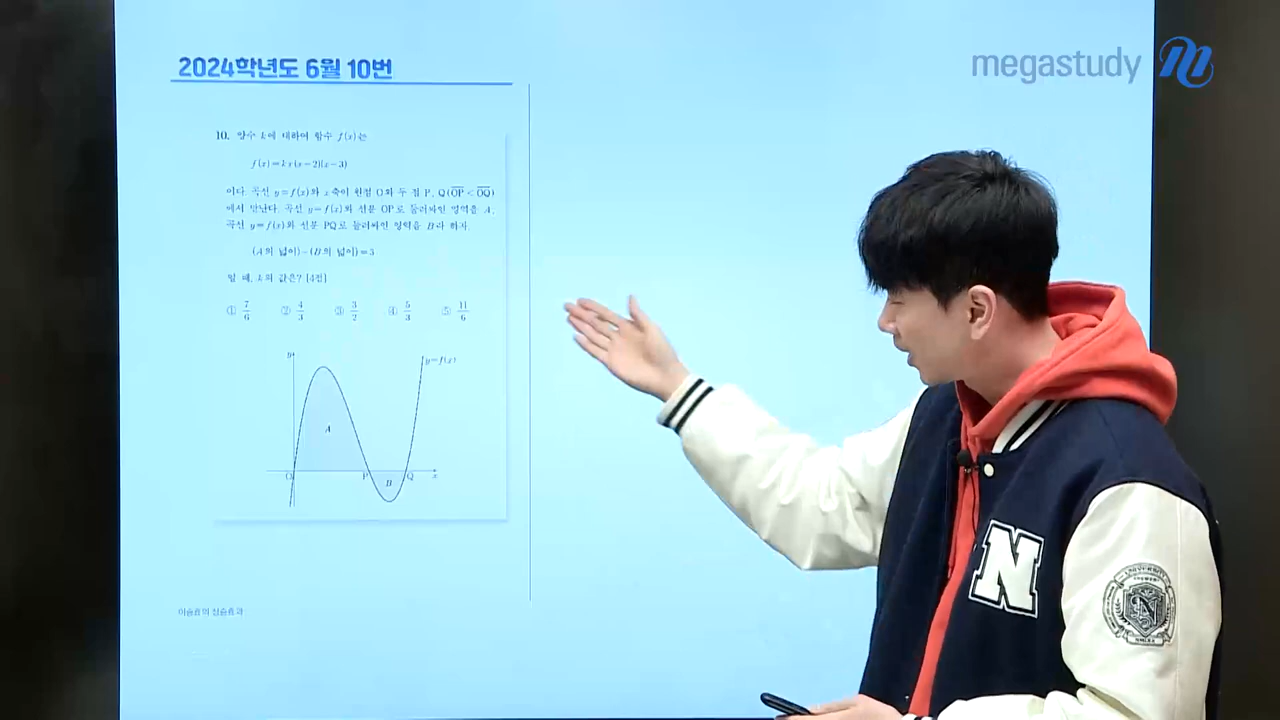 2024학년도 6월 10번
megastudy
10. 양수 k에 대하여 함수 f(x)는
f(x)=kx(x-2)(x-3)
이다. 곡선 y=f(x)와 x축이 원점 O와 두 점 P, Q(OP<OQ)
에서 만난다. 곡선 y=f(x)와 선분 OP로 둘러싸인 영역을 A,
곡선 y=f(x)와 선분 PQ로 둘러싸인 영역을 B라 하자.
(A의 넓이)-(B의 넓이)=3
일 때, k의 값은? [4점]
① 7/6 ② 4/3 ③ 3/2 ④ 5/3 ⑤ 11/6
y
y=f(x)
A
O P B Q x
N